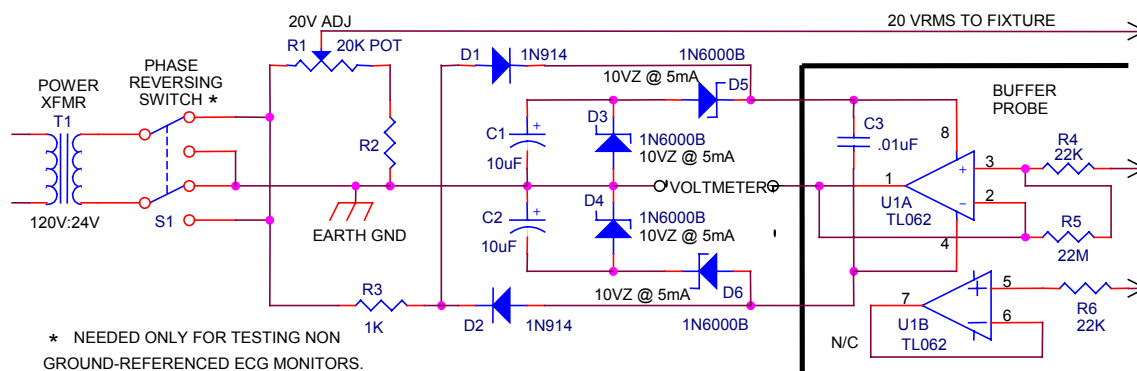 20V ADJ
20 VRMS TO FIXTURE
R1
20K POT
D1
1N914
1N6000B
PHASE
REVERSING
SWITCH *
POWER
XFMR
T1
10VZ @ 5mA
D5
BUFFER
PROBE
C3
.01uF
8
R2
C1
+
10uF
D3
1N6000B
10VZ @ 5mA
R4
22K
3
+
1
VOLTMETER
2
−
U1A
TL062
S1
120V:24V
EARTH GND
C2
+
10uF
D4
1N6000B
10VZ @ 5mA
4
R5
22M
10VZ @ 5mA
D6
R3
1K
D2
1N914
1N6000B
7
5
+
6
U1B
TL062
R6
22K
N/C
* NEEDED ONLY FOR TESTING NON
GROUND-REFERENCED ECG MONITORS.